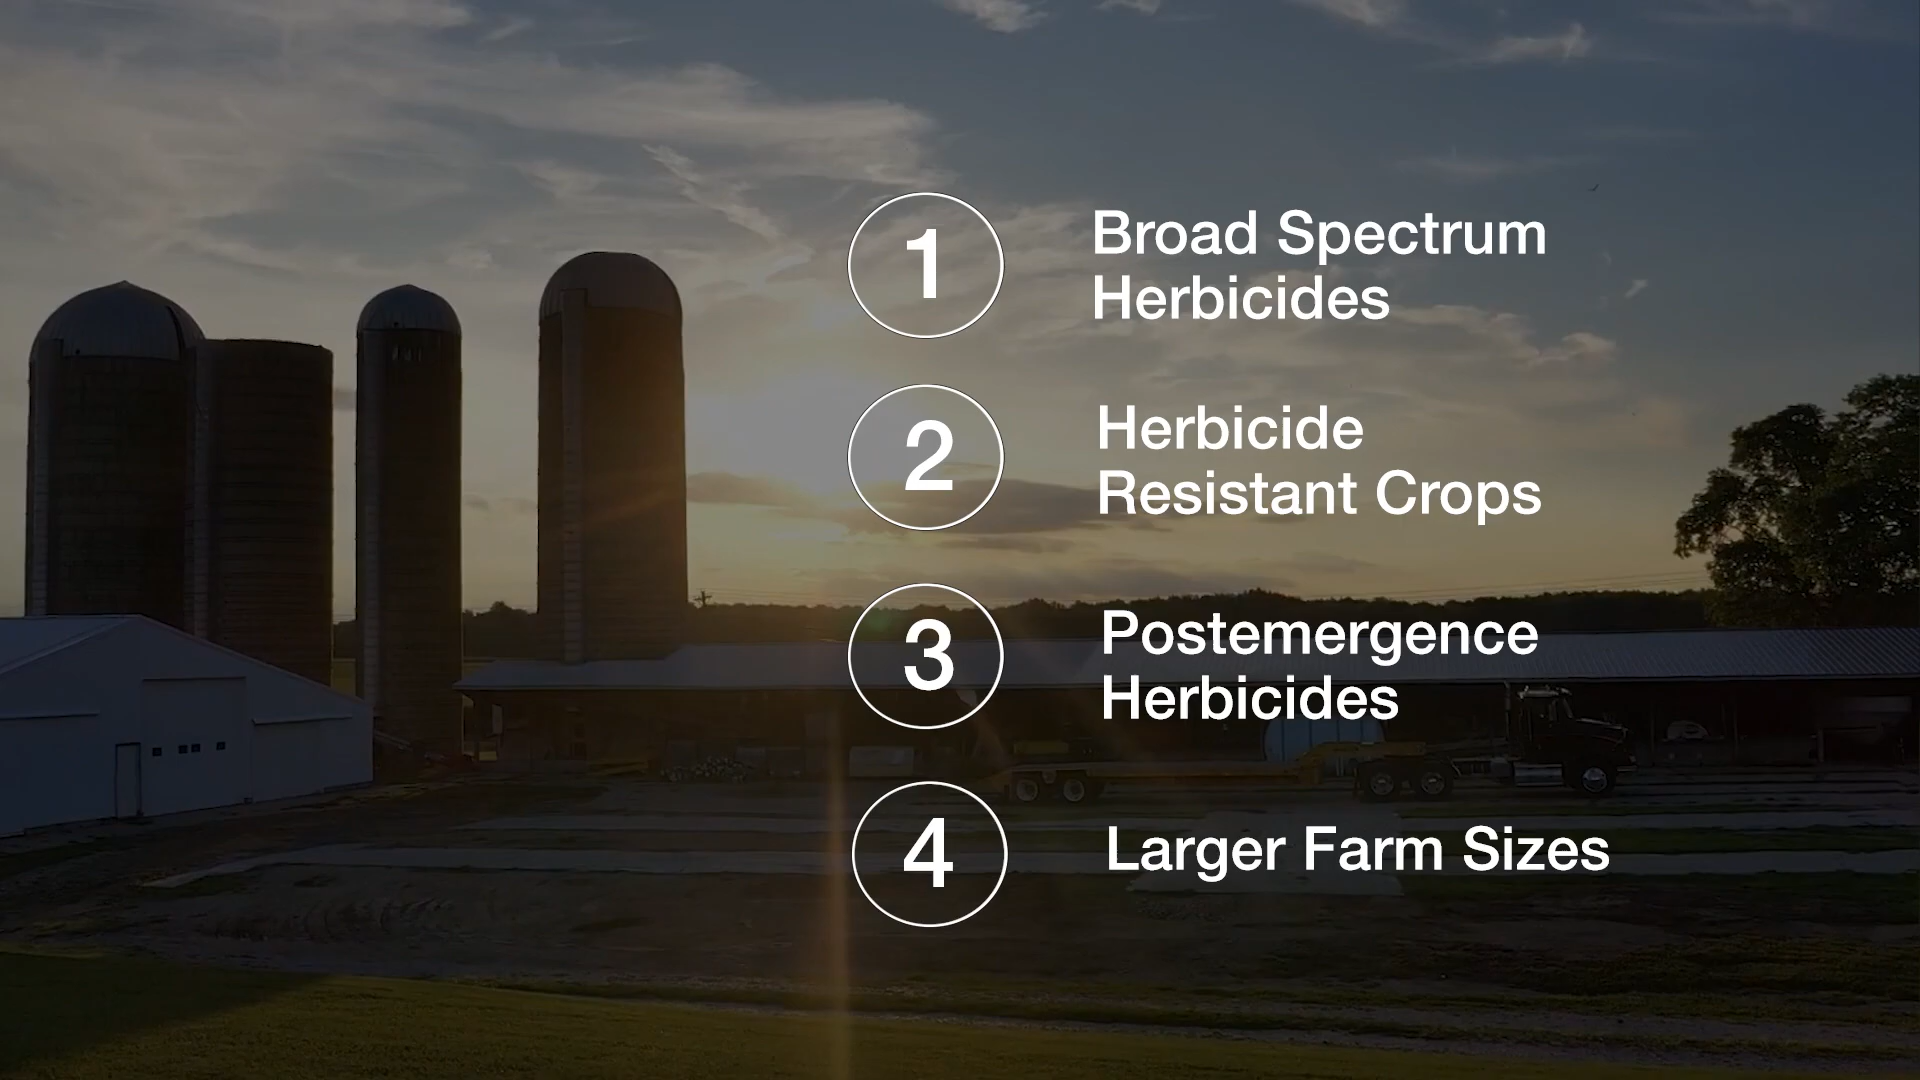 1
Broad Spectrum
Herbicides
2
Herbicide
Resistant Crops
3
Postemergence
Herbicides
4
Larger Farm Sizes